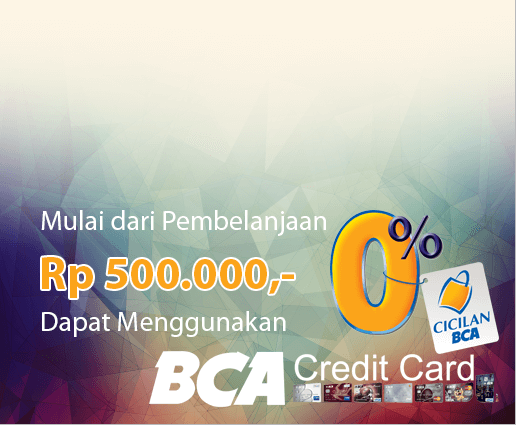 Mulai dari Pembelanjaan
Rp 500.000,-
Dapat Menggunakan
0%
CICILAN
BCA
BCA Credit Card